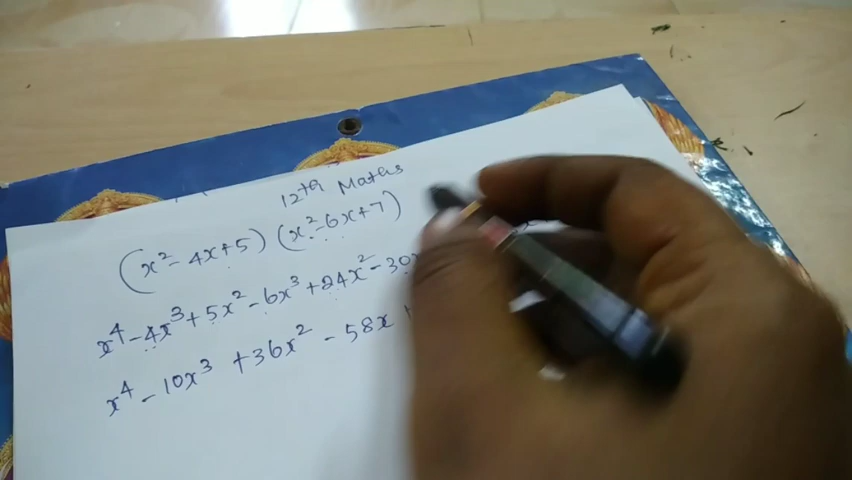 12th Maths
(x² - 4x + 5) (x² - 6x + 7)
x⁴ - 4x³ + 5x² - 6x³ + 24x² - 30x
x⁴ - 10x³ + 36x² - 58x +